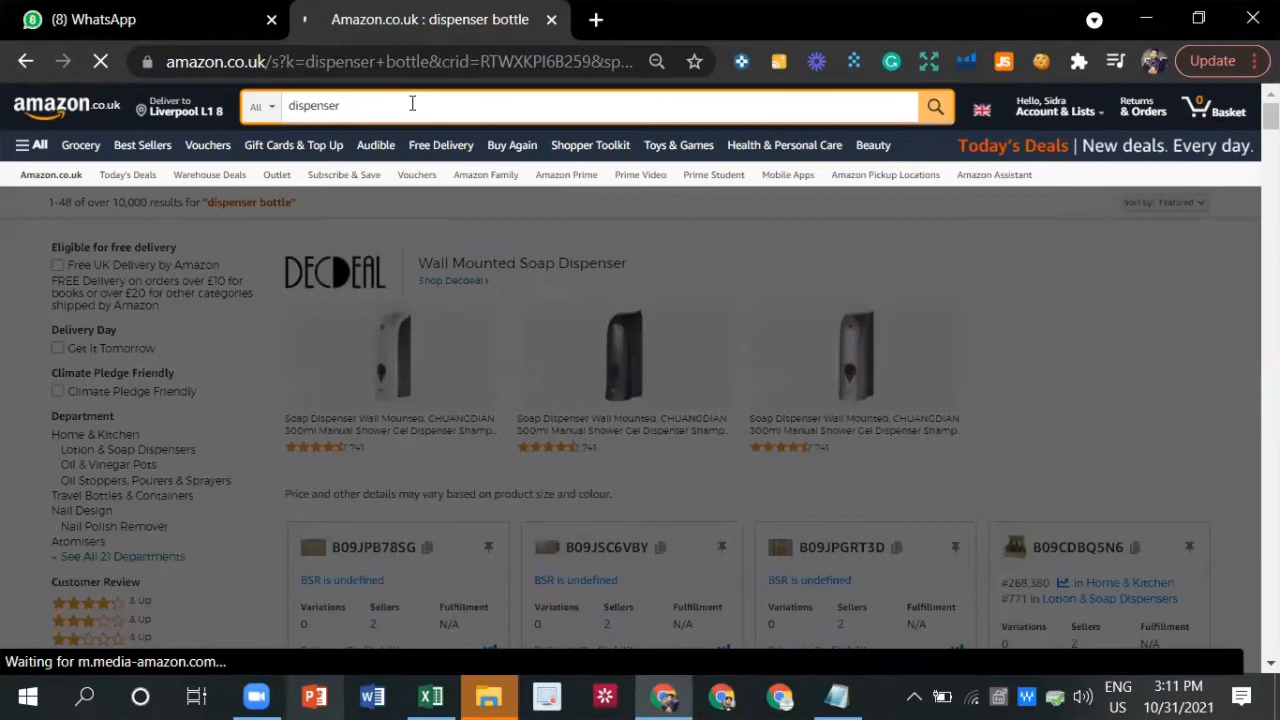 8 (8) WhatsApp
Amazon.co.uk : dispenser bottle
amazon.co.uk/s?k=dispenser+bottle&crid=RTWXKPI6B259&sp...
Update
amazon.co.uk
Deliver to
Liverpool L1 8
All
dispenser
Hello, Sidra
Account & Lists
Returns
& Orders
0
Basket
All
Grocery
Best Sellers
Vouchers
Gift Cards & Top Up
Audible
Free Delivery
Buy Again
Shopper Toolkit
Toys & Games
Health & Personal Care
Beauty
Today's Deals | New deals. Every day.
Amazon.co.uk
Today's Deals
Warehouse Deals
Outlet
Subscribe & Save
Vouchers
Amazon Family
Amazon Prime
Prime Video
Prime Student
Mobile Apps
Amazon Pickup Locations
Amazon Assistant
1-48 of over 10,000 results for "dispenser bottle"
Sort by: Featured
Eligible for free delivery
Free UK Delivery by Amazon
FREE Delivery on orders over £10 for
books or over £20 for other categories
shipped by Amazon
Delivery Day
Get It Tomorrow
Climate Pledge Friendly
Climate Pledge Friendly
Department
Home & Kitchen
Lotion & Soap Dispensers
Oil & Vinegar Pots
Oil Stoppers, Pourers & Sprayers
Travel Bottles & Containers
Nail Design
Nail Polish Remover
Atomisers
See All 21 Departments
Customer Review
& Up
& Up
& Up
DECDEAL
Wall Mounted Soap Dispenser
Shop Decdeal ›
Soap Dispenser Wall Mounted, CHUANGDIAN
300ml Manual Shower Gel Dispenser Shamp...
741
Soap Dispenser Wall Mounted, CHUANGDIAN
300ml Manual Shower Gel Dispenser Shamp...
741
Soap Dispenser Wall Mounted, CHUANGDIAN
300ml Manual Shower Gel Dispenser Shamp...
741
Price and other details may vary based on product size and colour.
B09JPB78SG
BSR is undefined
Variations Sellers Fulfillment
0 2 N/A
B09JSC6VBY
BSR is undefined
Variations Sellers Fulfillment
0 2 N/A
B09JPGRT3D
BSR is undefined
Variations Sellers Fulfillment
0 2 N/A
B09CDBQ5N6
#268,380 in Home & Kitchen
#771 in Lotion & Soap Dispensers
Variations Sellers Fulfillment
0 2 N/A
Waiting for m.media-amazon.com...
ENG
US
3:11 PM
10/31/2021